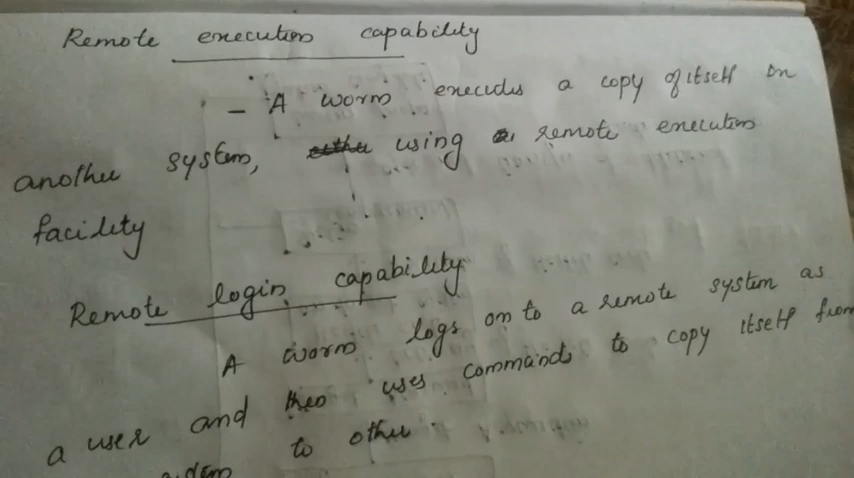 Remote execution capability
- A worm executes a copy of itself on
another system, using a remote execution
facility
Remote login capability
A worm logs on to a remote system as
a user and then uses commands to copy itself from
to other